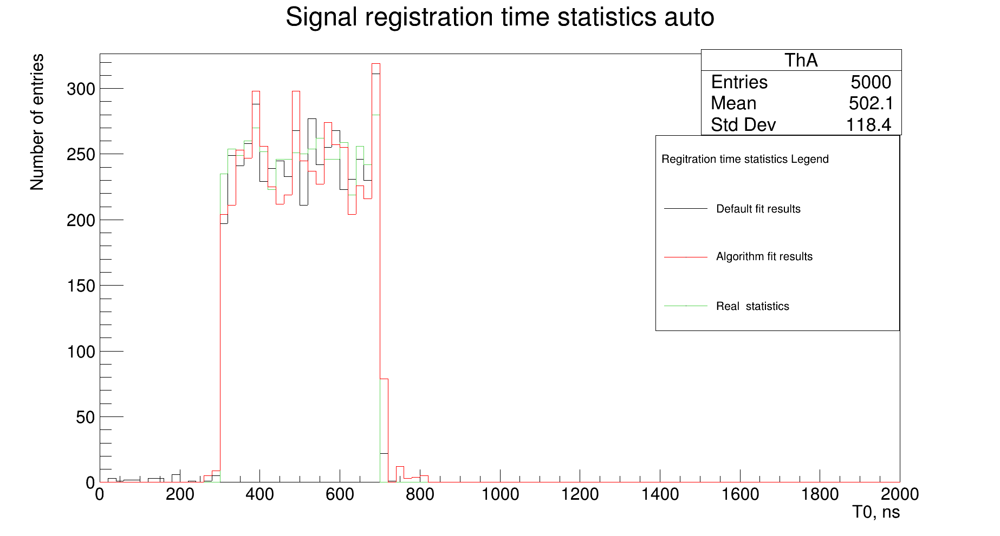 Signal registration time statistics auto
Number of entries
ThA
Entries 5000
Mean 502.1
Std Dev 118.4
Regitration time statistics Legend
Default fit results
Algorithm fit results
Real  statistics
300
250
200
150
100
50
0
0 200 400 600 800 1000 1200 1400 1600 1800 2000
T0, ns